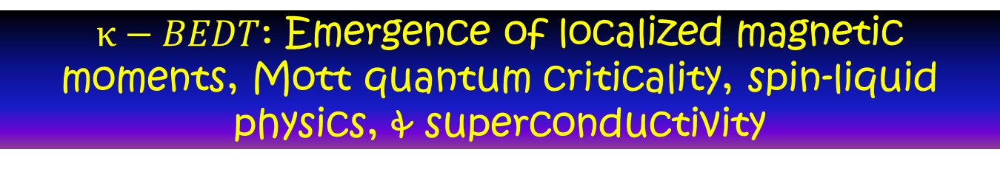 κ − BEDT: Emergence of localized magnetic
moments, Mott quantum criticality, spin-liquid
physics, & superconductivity